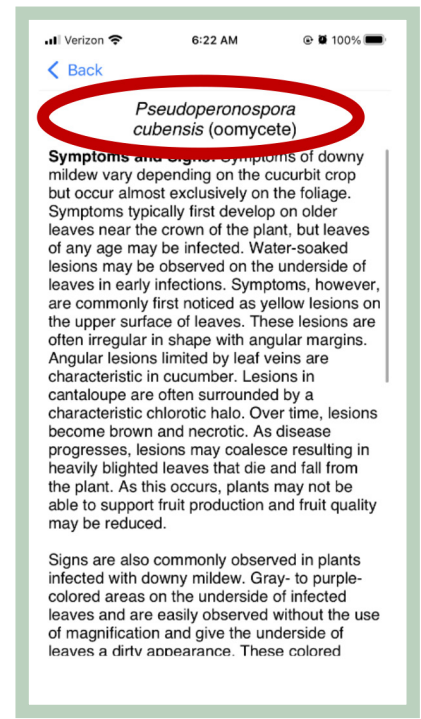 Verizon 6:22 AM 100%
Back
Pseudoperonospora
cubensis (oomycete)
Symptoms and Signs: Symptoms of downy
mildew vary depending on the cucurbit crop
but occur almost exclusively on the foliage.
Symptoms typically first develop on older
leaves near the crown of the plant, but leaves
of any age may be infected. Water-soaked
lesions may be observed on the underside of
leaves in early infections. Symptoms, however,
are commonly first noticed as yellow lesions on
the upper surface of leaves. These lesions are
often irregular in shape with angular margins.
Angular lesions limited by leaf veins are
characteristic in cucumber. Lesions in
cantaloupe are often surrounded by a
characteristic chlorotic halo. Over time, lesions
become brown and necrotic. As disease
progresses, lesions may coalesce resulting in
heavily blighted leaves that die and fall from
the plant. As this occurs, plants may not be
able to support fruit production and fruit quality
may be reduced.
Signs are also commonly observed in plants
infected with downy mildew. Gray- to purple-
colored areas on the underside of infected
leaves and are easily observed without the use
of magnification and give the underside of
leaves a dirty appearance. These colored